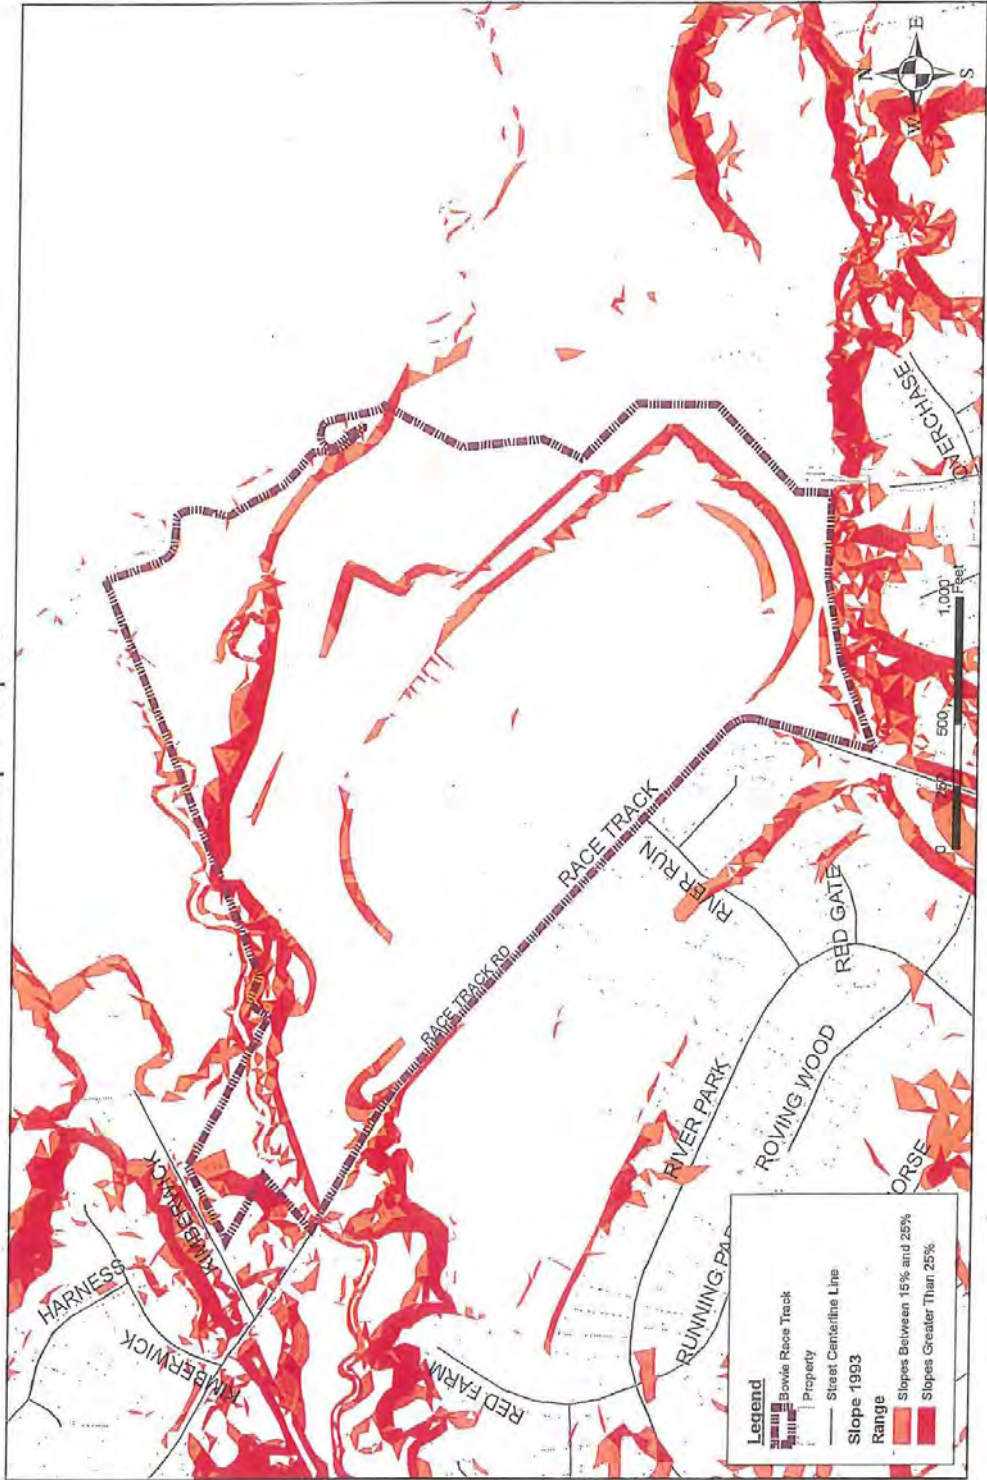 N
W
E
S
HARNESS
KIMBERWICK
KIMBERWICK
RED FARM
RACE TRACK RD
RACE TRACK
RIVER RUN
RED GATE
RIVER PARK
ROVING WOOD
RUNNING PAR
ORSE
OVERCHASE
0 250 500 1,000
Feet
Legend
Bowie Race Track
Property
Street Centerline Line
Slope 1993
Range
Slopes Between 15% and 25%
Slopes Greater Than 25%